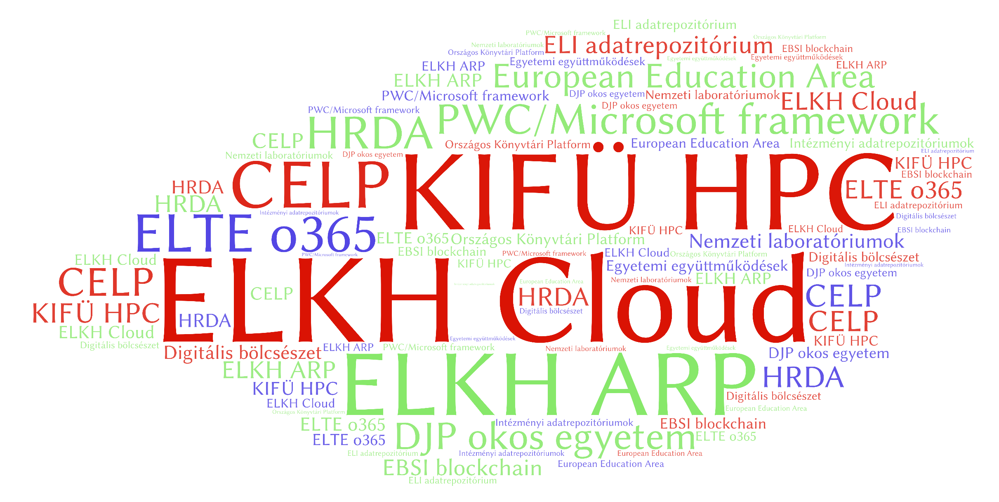 ELI adatrepozitórium
PWC/Microsoft framework
Országos Könyvtári Platform
Nemzeti laboratóriumok
ELI adatrepozitórium
EBSI blockchain
Országos Könyvtári Platform
Egyetemi együttműködések
Egyetemi együttműködések
Egyetemi együttműködések
ELKH ARP
ELKH ARP
ELKH ARP
European Education Area
PWC/Microsoft framework
DJP okos egyetem
Nemzeti laboratóriumok
ELKH Cloud
DJP okos egyetem
PWC/Microsoft framework
HRDA
PWC/Microsoft framework
CELP
Országos Könyvtári Platform
European Education Area
Intézményi adatrepozitóriumok
ELI adatrepozitórium
Nemzeti laboratóriumok
DJP okos egyetem
KIFÜ HPC
KIFÜ HPC
EBSI blockchain
CELP
HRDA
ELTE o365
HRDA
ELI adatrepozitórium
Intézményi adatrepozitóriumok
Digitális bölcsészet
ELTE o365
KIFÜ HPC
ELKH Cloud
EBSI blockchain
ELTE o365
Országos Könyvtári Platform
Nemzeti laboratóriumok
EBSI blockchain
PWC/Microsoft framework
PWC/Microsoft framework
ELKH Cloud
Országos Könyvtári Platform
Digitális bölcsészet
ELKH Cloud
KIFÜ HPC
Egyetemi együttműködések
Intézményi adatrepozitóriumok
DJP okos egyetem
CELP
ELKH Cloud
CELP
Intézményi adatrepozitóriumok
European Education Area
Nemzeti laboratóriumok
ELKH ARP
HRDA
CELP
KIFÜ HPC
HRDA
Digitális bölcsészet
CELP
ELKH Cloud
Digitális bölcsészet
Egyetemi együttműködések
KIFÜ HPC
Digitális bölcsészet
ELKH ARP
PWC/Microsoft framework
Nemzeti laboratóriumok
Egyetemi együttműködések
DJP okos egyetem
ELKH ARP
ELKH ARP
HRDA
KIFÜ HPC
Digitális bölcsészet
ELKH Cloud
European Education Area
Országos Könyvtári Platform
ELTE o365
Intézményi adatrepozitóriumok
EBSI blockchain
DJP okos egyetem
ELTE o365
ELTE o365
ELI adatrepozitórium
Intézményi adatrepozitóriumok
European Education Area
EBSI blockchain
European Education Area
ELI adatrepozitórium